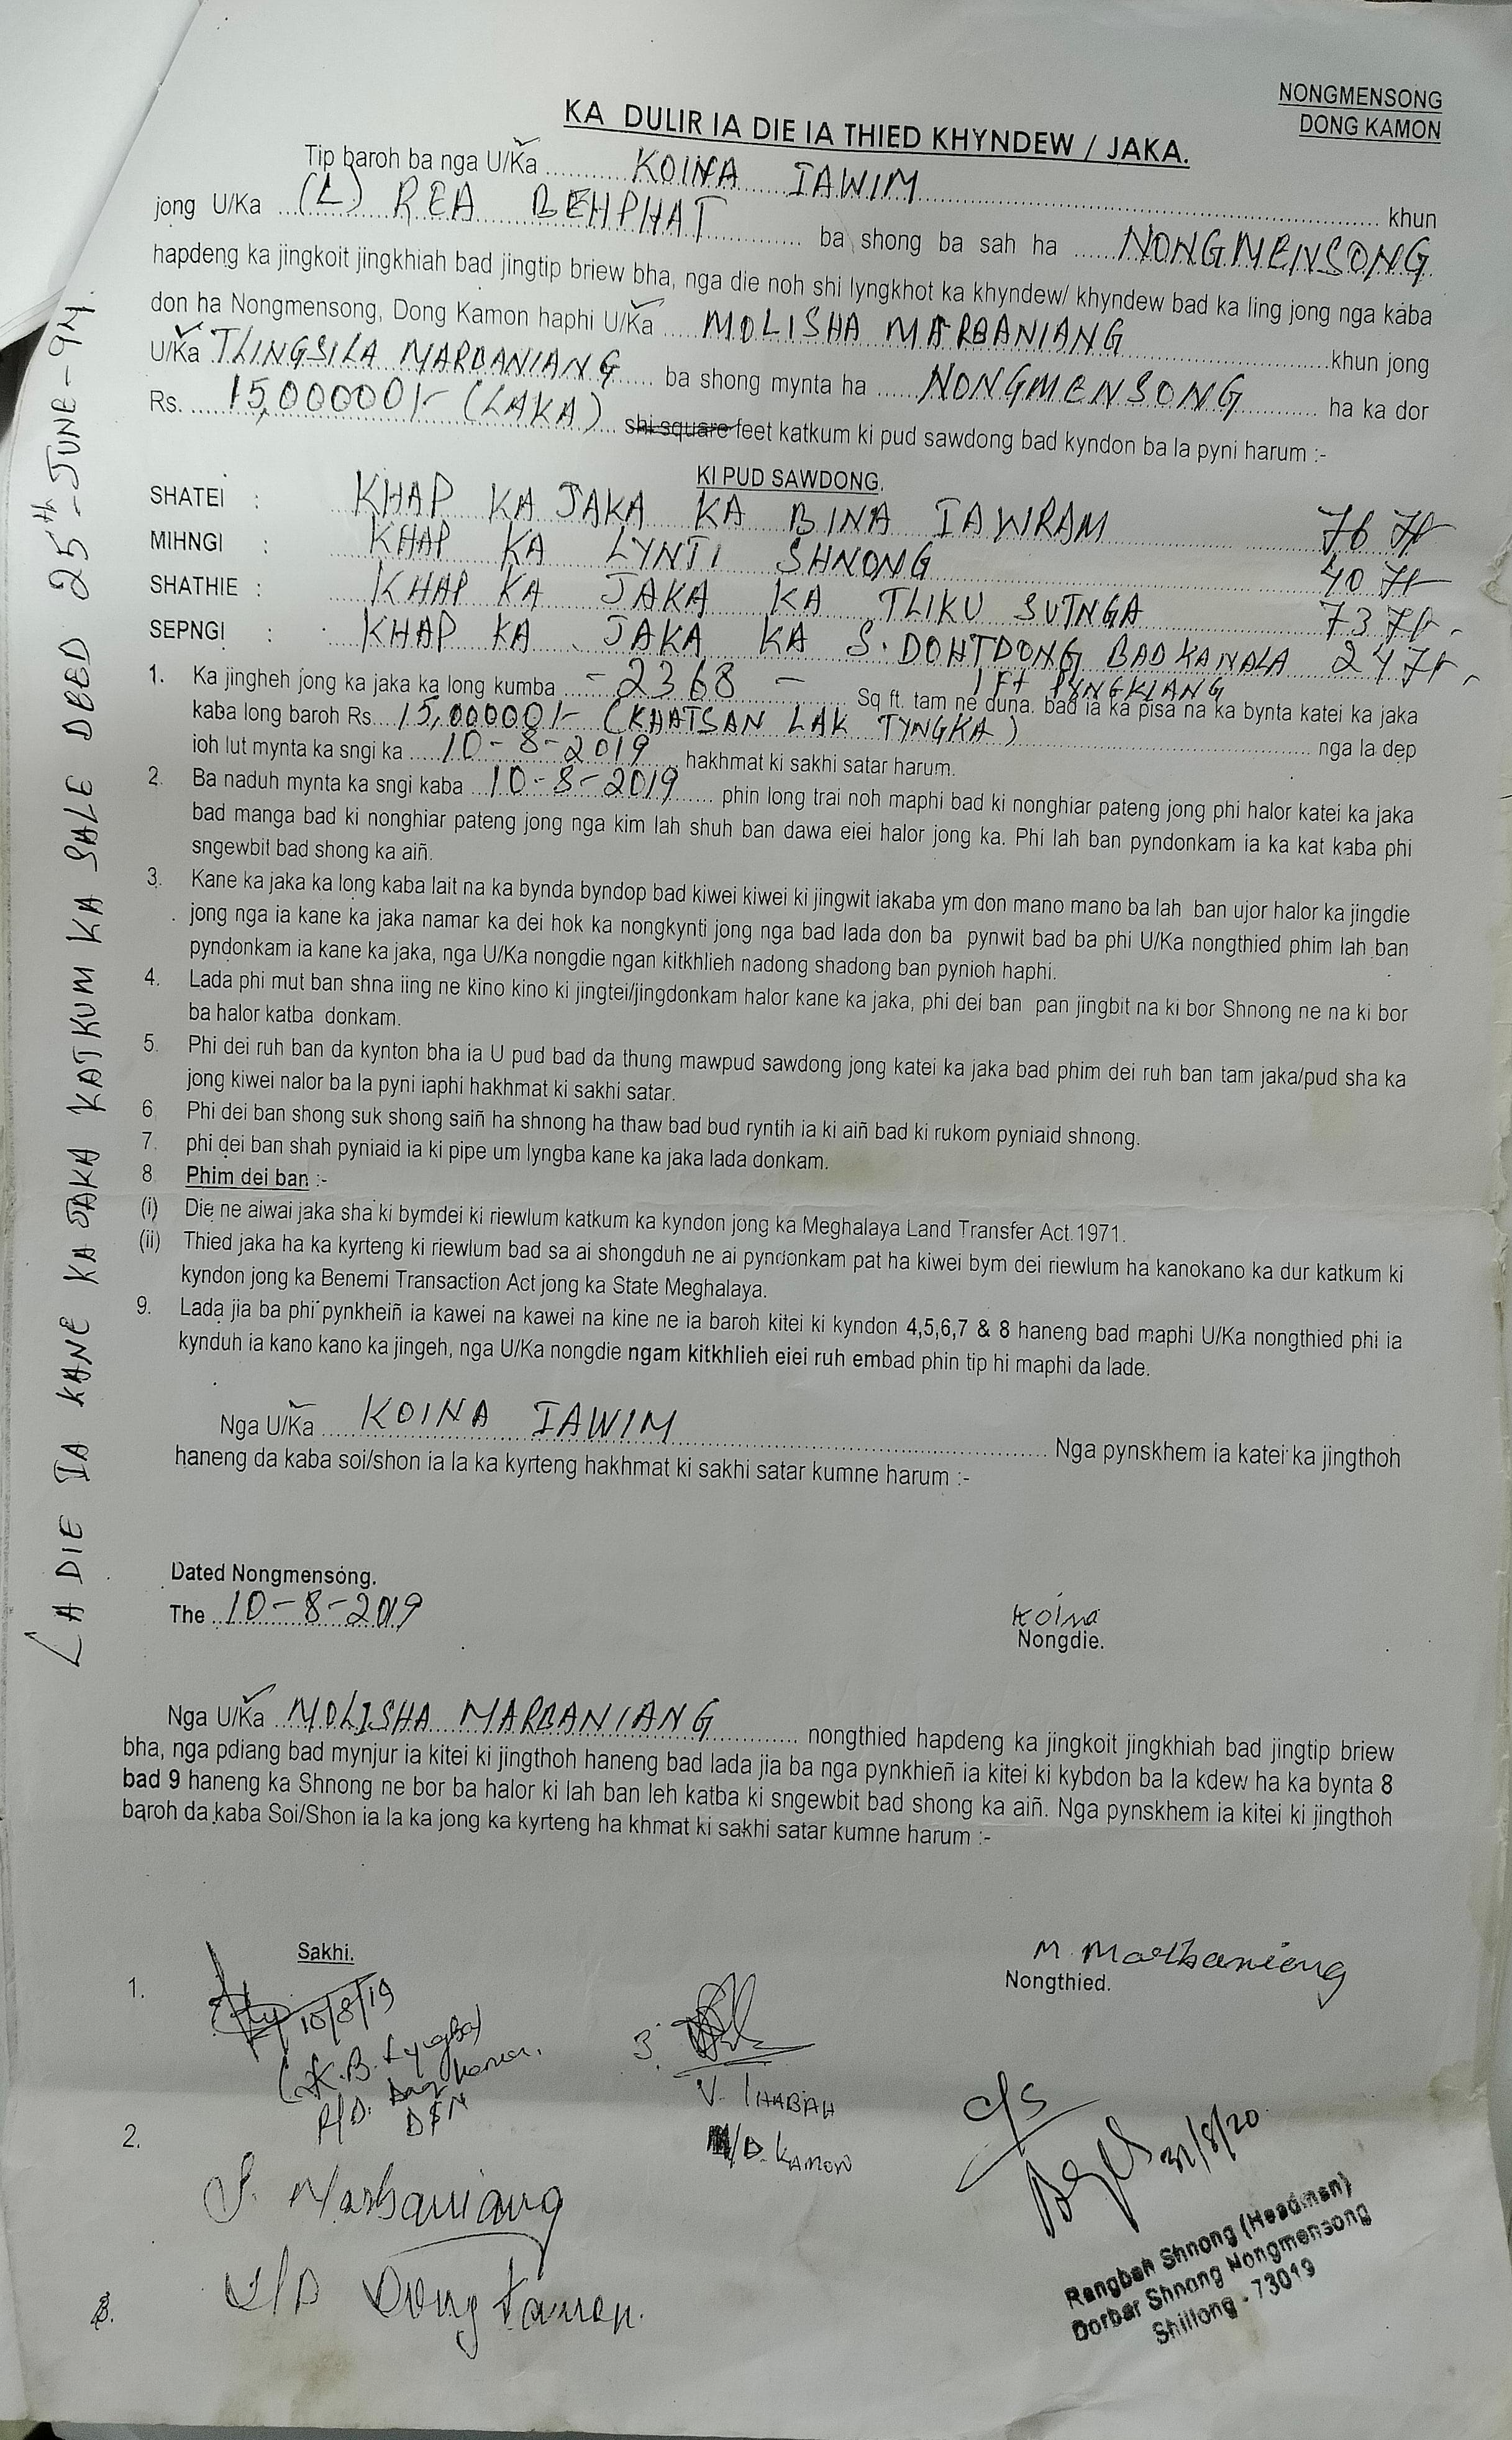 NONGMENSONG
DONG KAMON
KA DULIR IA DIE IA THIED KHYNDEW / JAKA.
Tip baroh ba nga U/Ka ..... KOINA IAWIM ..... khun
jong U/Ka ..... (L) REA BEHPHAT ..... ba shong ba sah ha ..... NONGMENSONG
hapdeng ka jingkoit jingkhiah bad jingtip briew bha, nga die noh shi lyngkhot ka khyndew/ khyndew bad ka ling jong nga kaba
don ha Nongmensong, Dong Kamon haphi U/Ka ..... MOLISHA MARBANIANG ..... khun jong
U/Ka TLINGSILA MARBANIANG ..... ba shong mynta ha ..... NONGMENSONG ..... ha ka dor
Rs. ..... 15,00000/- (LAKA) ..... shi square feet katkum ki pud sawdong bad kyndon ba la pyni harum :-
KI PUD SAWDONG.
SHATEI : KHAP KA JAKA KA BINA IAWRAM 76 ft
MIHNGI : KHAP KA LYNTI SHNONG 40 ft
SHATHIE : KHAP KA JAKA KA TLIKU SUTNGA 73 ft
SEPNGI : KHAP KA JAKA KA S. DOHTDONG BAD KA NALA 24 ft
1 Ft PYNGKIANG
1. Ka jingheh jong ka jaka ka long kumba ..... - 2368 - ..... Sq ft. tam ne duna. bad ia ka pisa na ka bynta katei ka jaka
kaba long baroh Rs. 15,00000/- (KHATSAN LAK TYNGKA) ..... nga la dep
ioh lut mynta ka sngi ka ..... 10-8-2019 ..... hakhmat ki sakhi satar harum.
2. Ba naduh mynta ka sngi kaba ..... 10-8-2019 ..... phin long trai noh maphi bad ki nonghiar pateng jong phi halor katei ka jaka
bad manga bad ki nonghiar pateng jong nga kim lah shuh ban dawa eiei halor jong ka. Phi lah ban pyndonkam ia ka kat kaba phi
sngewbit bad shong ka aiñ.
3. Kane ka jaka ka long kaba lait na ka bynda byndop bad kiwei kiwei ki jingwit iakaba ym don mano mano ba lah ban ujor halor ka jingdie
jong nga ia kane ka jaka namar ka dei hok ka nongkynti jong nga bad lada don ba pynwit bad ba phi U/Ka nongthied phim lah ban
pyndonkam ia kane ka jaka, nga U/Ka nongdie ngan kitkhlieh nadong shadong ban pynioh haphi.
4. Lada phi mut ban shna iing ne kino kino ki jingtei/jingdonkam halor kane ka jaka, phi dei ban pan jingbit na ki bor Shnong ne na ki bor
ba halor katba donkam.
5. Phi dei ruh ban da kynton bha ia U pud bad da thung mawpud sawdong jong katei ka jaka bad phim dei ruh ban tam jaka/pud sha ka
jong kiwei nalor ba la pyni iaphi hakhmat ki sakhi satar.
6. Phi dei ban shong suk shong saiñ ha shnong ha thaw bad bud ryntih ia ki aiñ bad ki rukom pyniaid shnong.
7. phi dei ban shah pyniaid ia ki pipe um lyngba kane ka jaka lada donkam.
8 Phim dei ban :-
(i) Die ne aiwai jaka sha ki bymdei ki riewlum katkum ka kyndon jong ka Meghalaya Land Transfer Act.1971.
(ii) Thied jaka ha ka kyrteng ki riewlum bad sa ai shongduh ne ai pyndonkam pat ha kiwei bym dei riewlum ha kanokano ka dur katkum ki
kyndon jong ka Benemi Transaction Act jong ka State Meghalaya.
9. Lada jia ba phi pynkheiñ ia kawei na kawei na kine ne ia baroh kitei ki kyndon 4,5,6,7 & 8 haneng bad maphi U/Ka nongthied phi ia
kynduh ia kano kano ka jingeh, nga U/Ka nongdie ngam kitkhlieh eiei ruh embad phin tip hi maphi da lade.
Nga U/Ka ..... KOINA IAWIM ..... Nga pynskhem ia katei ka jingthoh
haneng da kaba soi/shon ia la ka kyrteng hakhmat ki sakhi satar kumne harum :-
Dated Nongmensong.
The ..... 10-8-2019
Koina
Nongdie.
Nga U/Ka ..... MOLISHA MARBANIANG ..... nongthied hapdeng ka jingkoit jingkhiah bad jingtip briew
bha, nga pdiang bad mynjur ia kitei ki jingthoh haneng bad lada jia ba nga pynkhieñ ia kitei ki kybdon ba la kdew ha ka bynta 8
bad 9 haneng ka Shnong ne bor ba halor ki lah ban leh katba ki sngewbit bad shong ka aiñ. Nga pynskhem ia kitei ki jingthoh
baroh da kaba Soi/Shon ia la ka jong ka kyrteng ha khmat ki sakhi satar kumne harum :-
Sakhi.
M. Marbaniang
Nongthied.
1. 10/8/19
3. V. IHABAH
/D. KAMON
c/s
31/8/20
2. S. Marbaniang
Dong Kamon.
Rangbah Shnong (Headman)
Dorbar Shnong Nongmensong
Shillong - 73019
LA DIE IA KANE KA JAKA KATKUM KA SALE DEED 25th-JUNE-94.